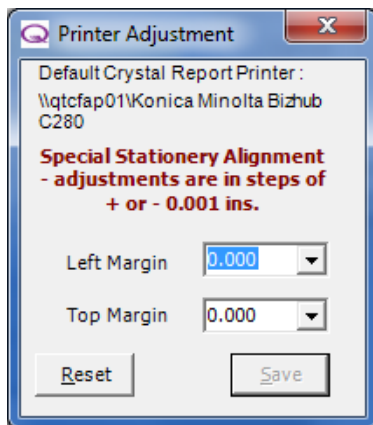 Printer Adjustment
Default Crystal Report Printer :
\\qtcfap01\Konica Minolta Bizhub
C280
Special Stationery Alignment
- adjustments are in steps of
+ or - 0.001 ins.
Left Margin 0.000
Top Margin 0.000
Reset Save